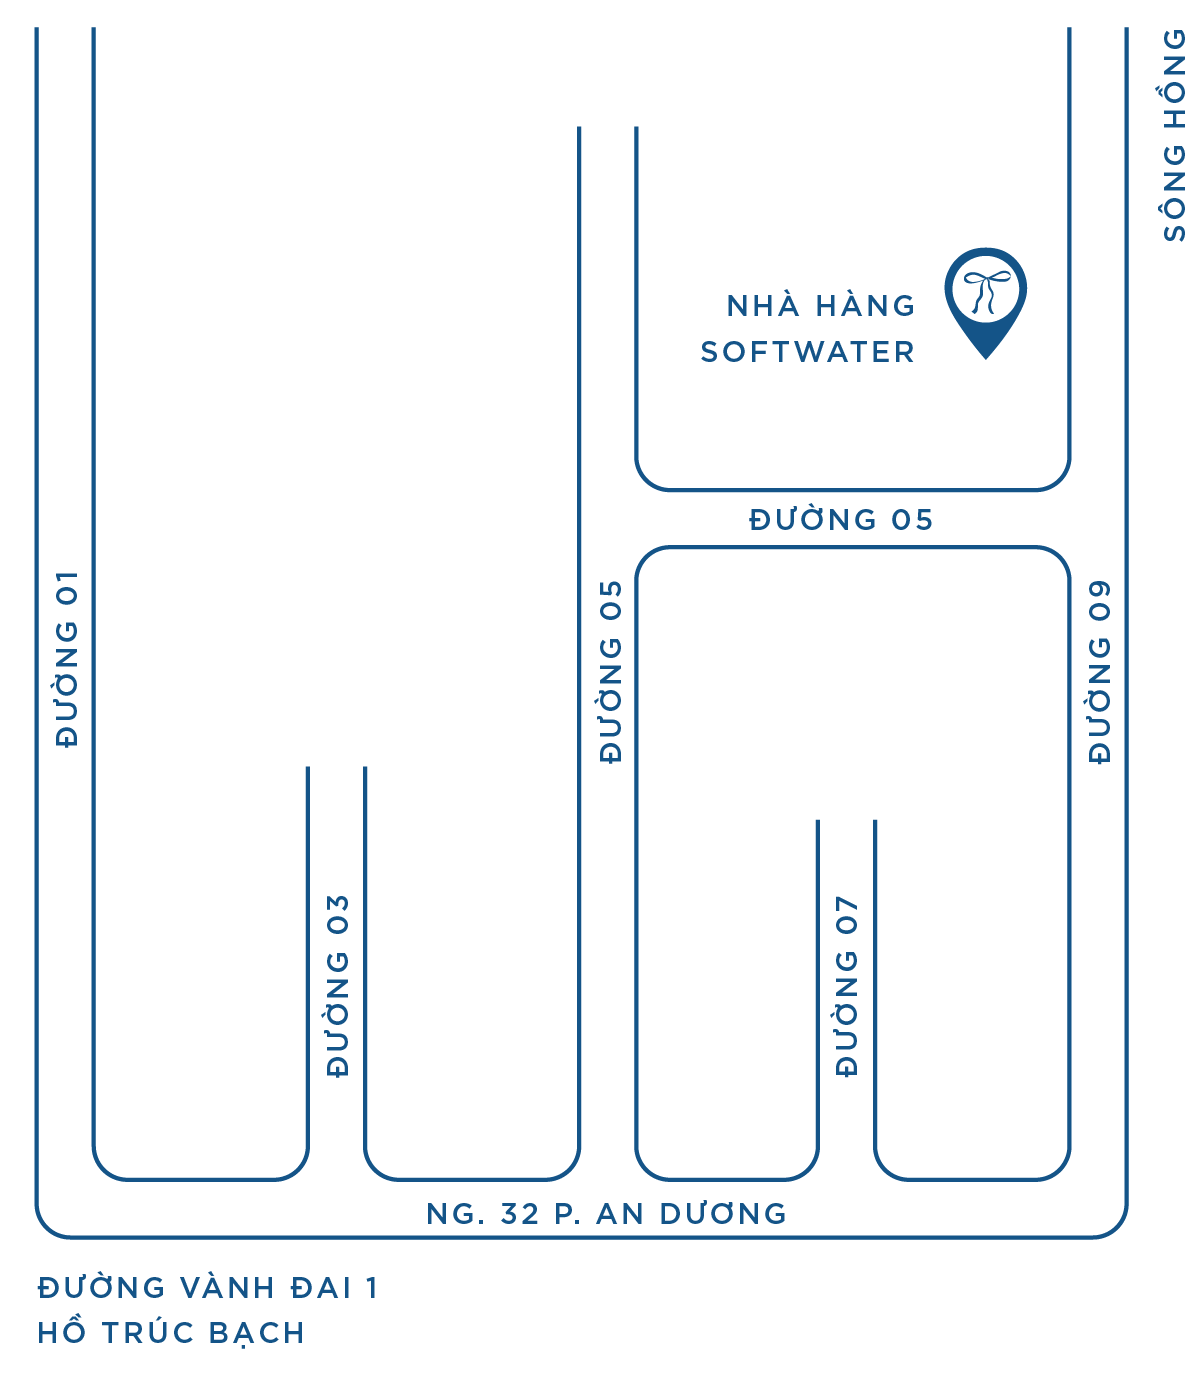 SÔNG HỒNG
NHÀ HÀNG
SOFTWATER
ĐƯỜNG 05
ĐƯỜNG 01
ĐƯỜNG 05
ĐƯỜNG 09
ĐƯỜNG 03
ĐƯỜNG 07
NG. 32 P. AN DƯƠNG
ĐƯỜNG VÀNH ĐAI 1
HỒ TRÚC BẠCH